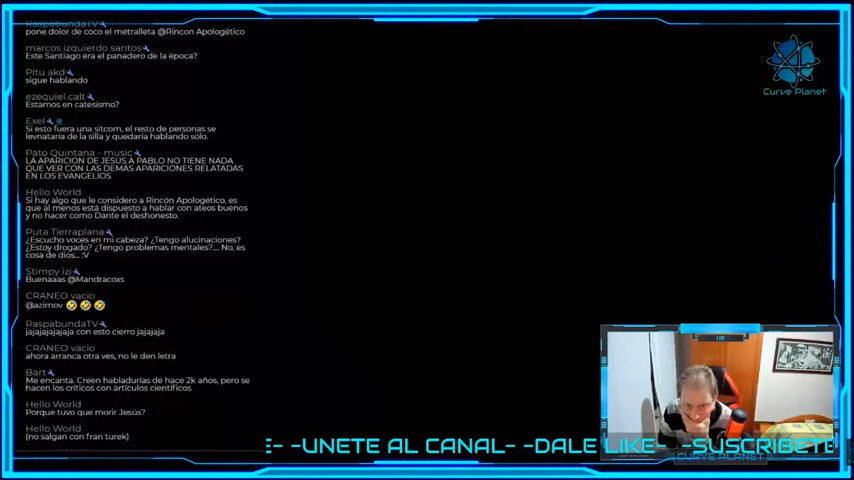 RaspabundaTV
pone dolor de coco el metralleta @Rincon Apologético
marcos izquierdo santos
Este Santiago era el panadero de la época?
Pitu akd
sigue hablando
ezequiel calt
Estamos en catesismo?
Exel
Si esto fuera una sitcom, el resto de personas se
levnataría de la silla y quedaría hablando solo.
Pato Quintana - music
LA APARICION DE JESUS A PABLO NO TIENE NADA
QUE VER CON LAS DEMÁS APARICIONES RELATADAS
EN LOS EVANGELIOS
Hello World
Si hay algo que le considero a Rincón Apologético, es
que al menos está dispuesto a hablar con ateos buenos
y no hacer como Dante el deshonesto.
Puta Tierraplana
¿Escucho voces en mi cabeza? ¿Tengo alucinaciones?
¿Estoy drogado? ¿Tengo problemas mentales?.... No, es
cosa de dios... :V
Stimpy izi
Buenaaas @Mandracoxs
CRANEO vacio
@azimov 🤣🤣🤣
RaspabundaTV
jajajajajajaja con esto cierro jajajaja
CRANEO vacio
ahora arranca otra ves, no le den letra
Bart
Me encanta. Creen habladurías de hace 2k años, pero se
hacen los críticos con artículos científicos
Hello World
Porque tuvo que morir Jesús?
Hello World
(no salgan con fran turek)
Curve Planet
LIVE
-UNETE AL CANAL- -DALE LIKE- -SUSCRIBETE
CURVE PLANET